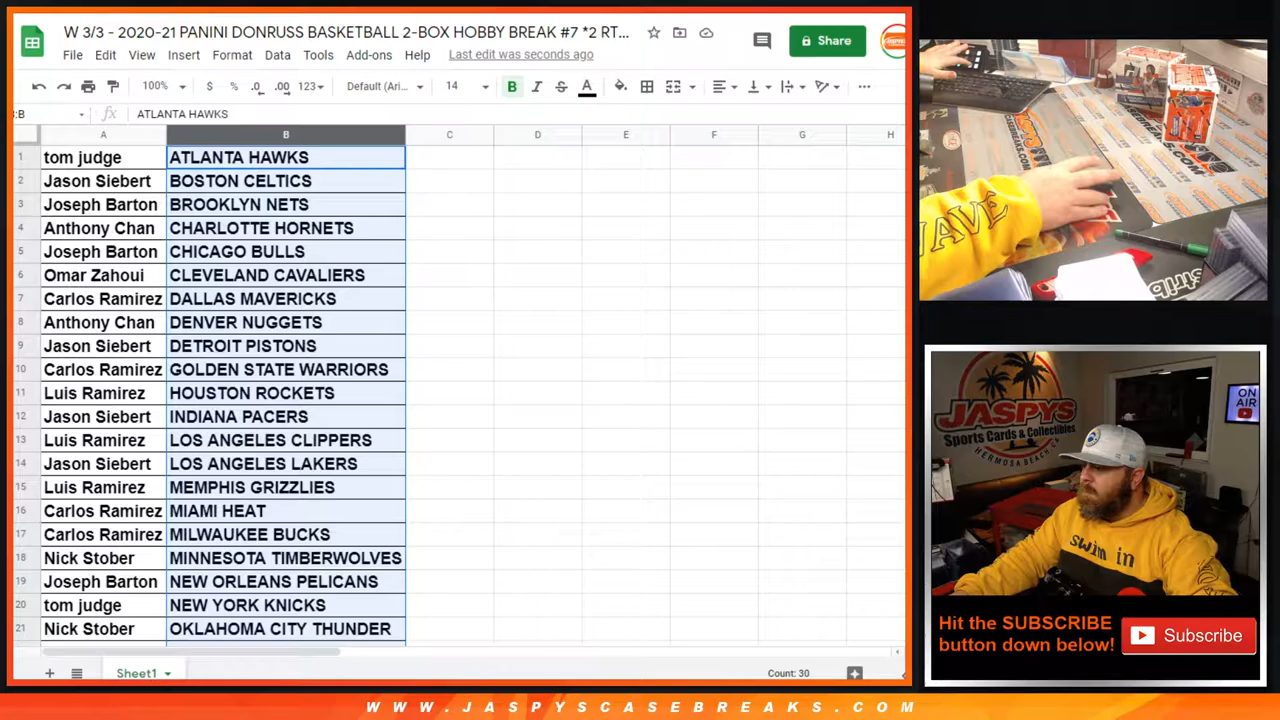 W 3/3 - 2020-21 PANINI DONRUSS BASKETBALL 2-BOX HOBBY BREAK #7 *2 RT...
Share
File Edit View Insert Format Data Tools Add-ons Help Last edit was seconds ago
100% $ % .0 .00 123 Default (Ari... 14 B I S A
:B fx ATLANTA HAWKS
A B C D E F G H
1 tom judge ATLANTA HAWKS
2 Jason Siebert BOSTON CELTICS
3 Joseph Barton BROOKLYN NETS
4 Anthony Chan CHARLOTTE HORNETS
5 Joseph Barton CHICAGO BULLS
6 Omar Zahoui CLEVELAND CAVALIERS
7 Carlos Ramirez DALLAS MAVERICKS
8 Anthony Chan DENVER NUGGETS
9 Jason Siebert DETROIT PISTONS
10 Carlos Ramirez GOLDEN STATE WARRIORS
11 Luis Ramirez HOUSTON ROCKETS
12 Jason Siebert INDIANA PACERS
13 Luis Ramirez LOS ANGELES CLIPPERS
14 Jason Siebert LOS ANGELES LAKERS
15 Luis Ramirez MEMPHIS GRIZZLIES
16 Carlos Ramirez MIAMI HEAT
17 Carlos Ramirez MILWAUKEE BUCKS
18 Nick Stober MINNESOTA TIMBERWOLVES
19 Joseph Barton NEW ORLEANS PELICANS
20 tom judge NEW YORK KNICKS
21 Nick Stober OKLAHOMA CITY THUNDER
Sheet1
Count: 30
WAVE
JASPYS
Sports Cards & Collectibles
HERMOSA BEACH, CA
ON
AIR
swim in
Hit the SUBSCRIBE
button down below!
Subscribe
WWW.JASPYSCASEBREAKS.COM